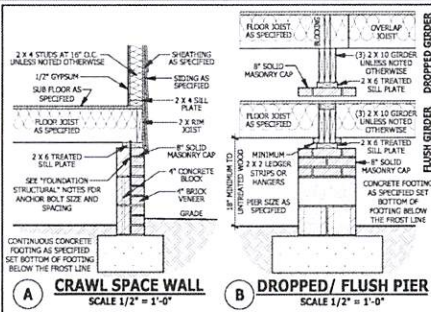 2 X 4 STUDS AT 16" O.C.
UNLESS NOTED OTHERWISE
1/2" GYPSUM
SUB FLOOR AS
SPECIFIED
FLOOR JOIST
AS SPECIFIED
2 X 6 TREATED
SILL PLATE
SEE "FOUNDATION
STRUCTURAL" NOTES FOR
ANCHOR BOLT SIZE AND
SPACING
CONTINUOUS CONCRETE
FOOTING AS SPECIFIED
SET BOTTOM OF FOOTING
BELOW THE FROST LINE
SHEATHING
AS SPECIFIED
SIDING AS
SPECIFIED
2 X 4 SILL
PLATE
2 X RIM
JOIST
8" SOLID
MASONRY CAP
4" CONCRETE
BLOCK
4" BRICK
VENEER
GRADE
A
CRAWL SPACE WALL
SCALE 1/2" = 1'-0"
FLOOR JOIST
AS SPECIFIED
BLOCKING
OVERLAP
JOIST
8" SOLID
MASONRY CAP
(3) 2 X 10 GIRDER
UNLESS NOTED
OTHERWISE
2 X 6 TREATED
SILL PLATE
DROPPED GIRDER
FLOOR JOIST
AS SPECIFIED
(3) 2 X 10 GIRDER
UNLESS NOTED
OTHERWISE
2 X 6 TREATED
SILL PLATE
FLUSH GIRDER
18" MINIMUM TO
UNTREATED WOOD
MINIMUM
2 X 2 LEDGER
STRIPS OR
HANGERS
PEIR SIZE AS
SPECIFIED
8" SOLID
MASONRY CAP
CONCRETE FOOTING
AS SPECIFIED SET
BOTTOM OF
FOOTING BELOW
THE FROST LINE
B
DROPPED/ FLUSH PIER
SCALE 1/2" = 1'-0"